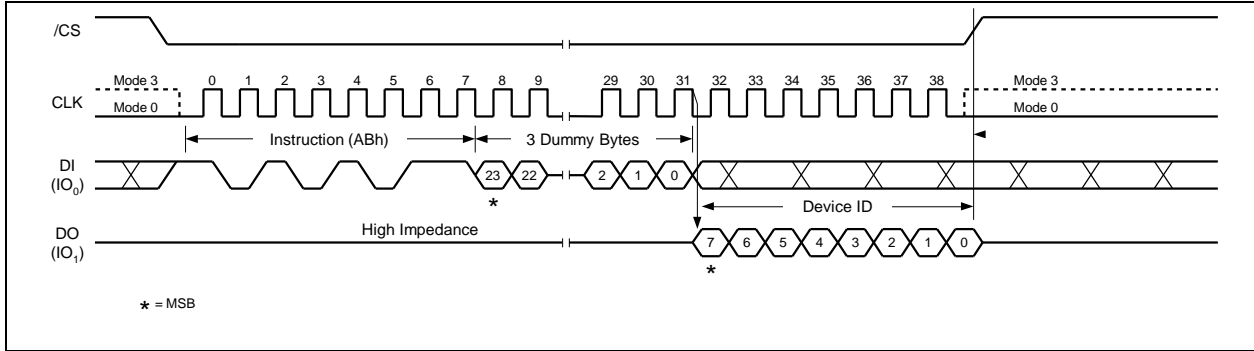 /CS
Mode 3 0 1 2 3 4 5 6 7 8 9 29 30 31 32 33 34 35 36 37 38 Mode 3
CLK
Mode 0 Mode 0
Instruction (ABh) 3 Dummy Bytes
DI
(IO0)
23 22 2 1 0
*
Device ID
High Impedance
DO
(IO1)
7 6 5 4 3 2 1 0
*
* = MSB